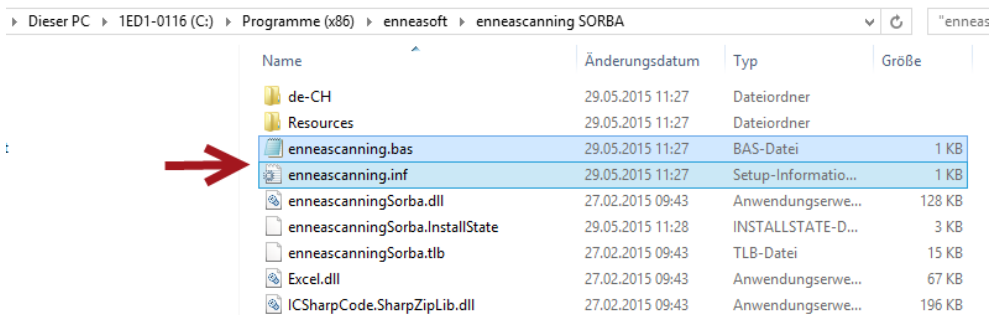 Dieser PC 1ED1-0116 (C:) Programme (x86) enneasoft enneascanning SORBA "enneas
Name Änderungsdatum Typ Größe
de-CH 29.05.2015 11:27 Dateiordner
Resources 29.05.2015 11:27 Dateiordner
enneascanning.bas 29.05.2015 11:27 BAS-Datei 1 KB
enneascanning.inf 29.05.2015 11:27 Setup-Informatio... 1 KB
enneascanningSorba.dll 27.02.2015 09:43 Anwendungserwe... 128 KB
enneascanningSorba.InstallState 29.05.2015 11:28 INSTALLSTATE-D... 3 KB
enneascanningSorba.tlb 27.02.2015 09:43 TLB-Datei 15 KB
Excel.dll 27.02.2015 09:43 Anwendungserwe... 67 KB
ICSharpCode.SharpZipLib.dll 27.02.2015 09:43 Anwendungserwe... 196 KB